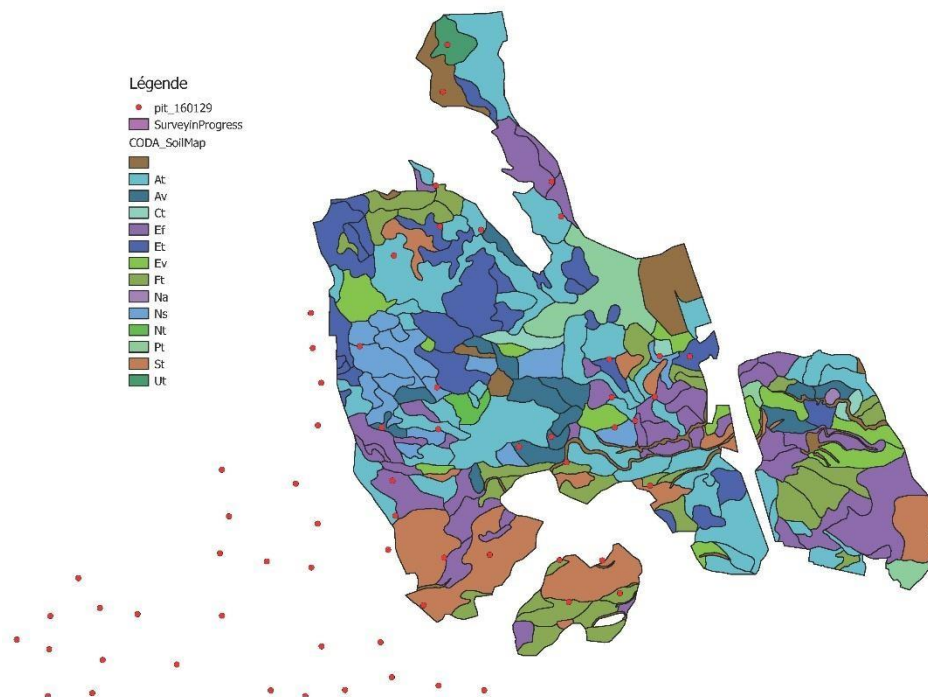 Légende
pit_160129
SurveyinProgress
CODA_SoilMap
At
Av
Ct
Ef
Et
Ev
Ft
Na
Ns
Nt
Pt
St
Ut